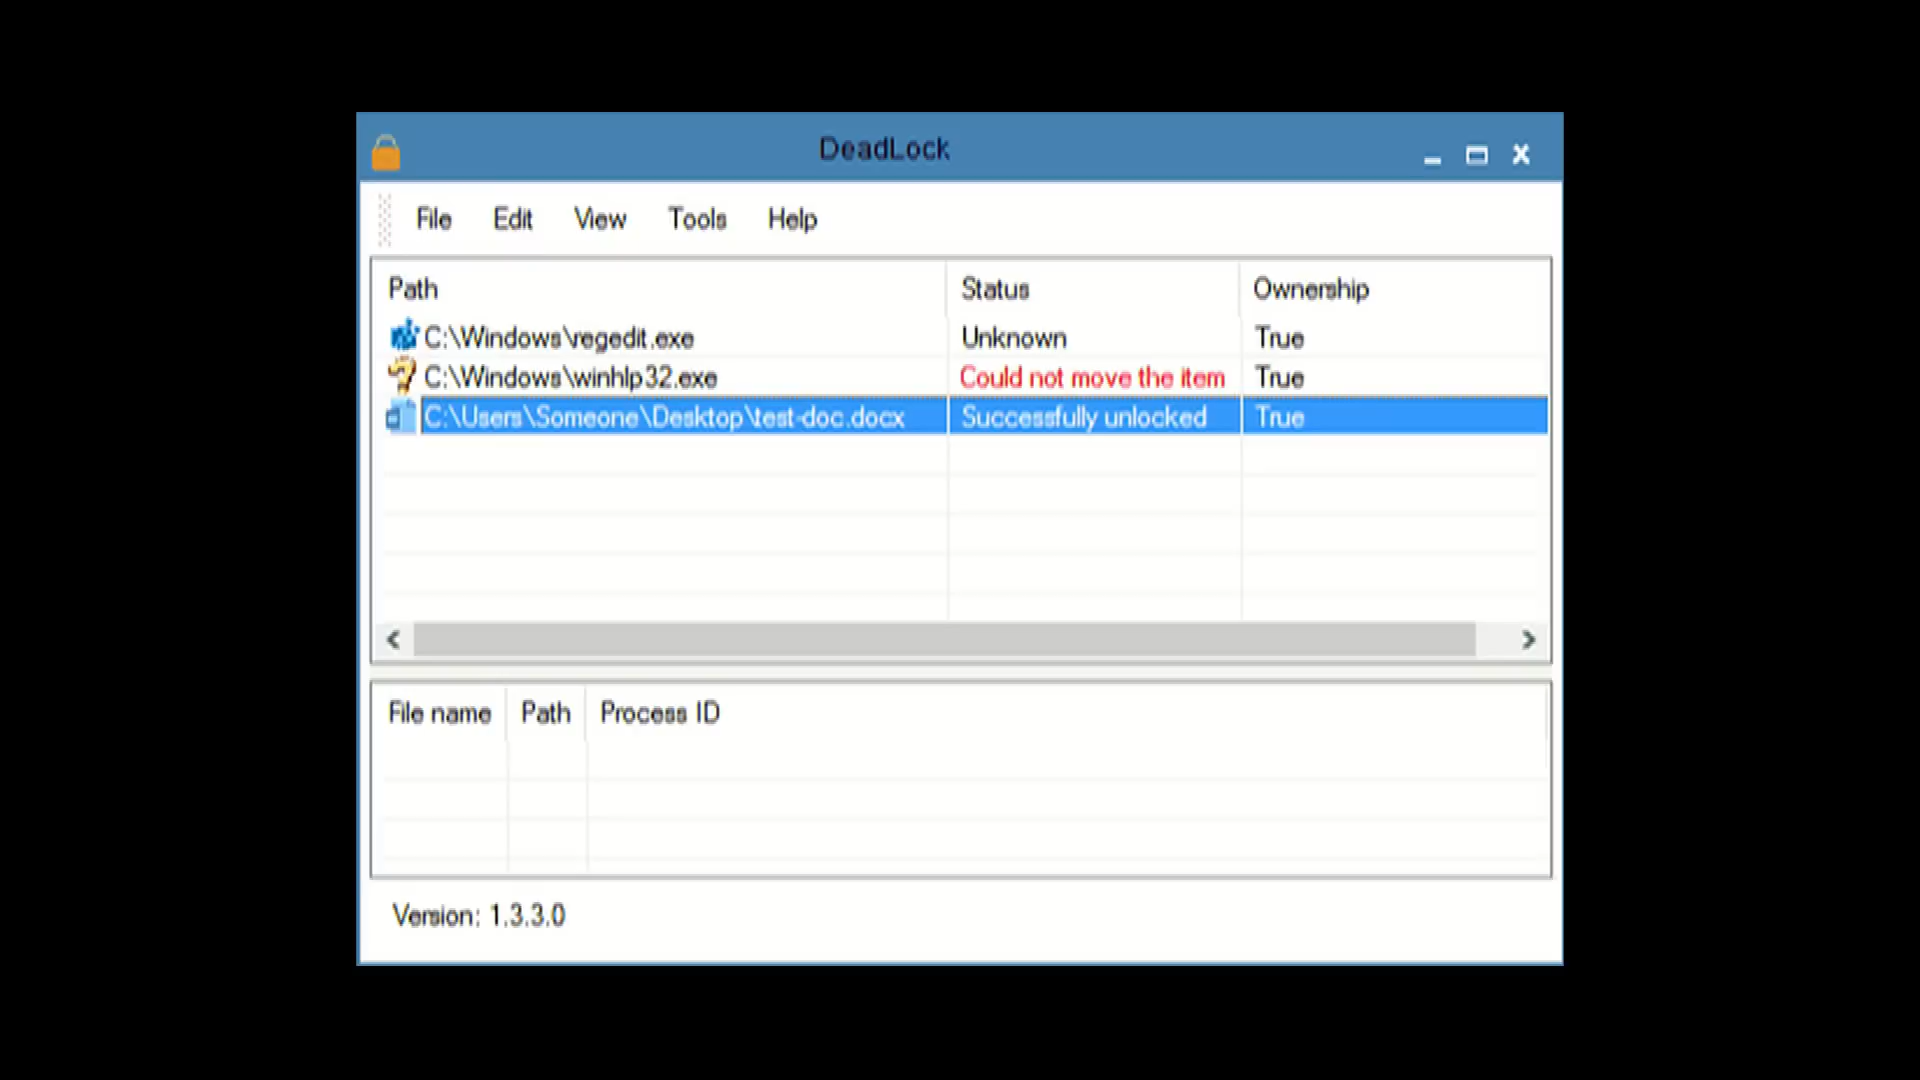 DeadLock
File Edit View Tools Help
Path Status Ownership
C:\Windows\regedit.exe Unknown True
C:\Windows\winhlp32.exe Could not move the item True
C:\Users\Someone\Desktop\test-doc.docx Successfully unlocked True
File name Path Process ID
Version: 1.3.3.0